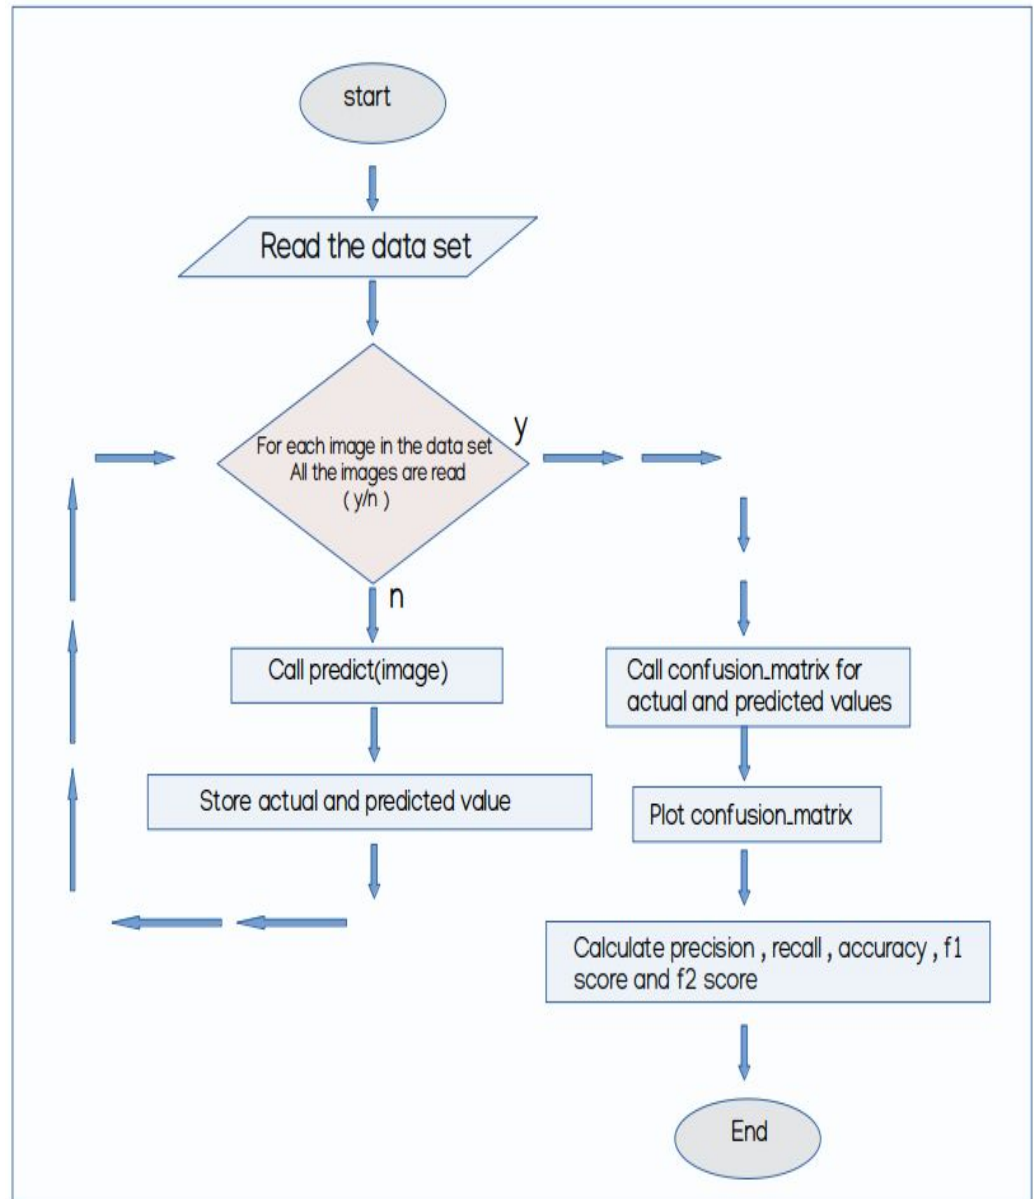 start
Read the data set
For each image in the data set
All the images are read
( y/n )
y
n
Call predict(image)
Store actual and predicted value
Call confusion_matrix for
actual and predicted values
Plot confusion_matrix
Calculate precision , recall , accuracy , f1
score and f2 score
End